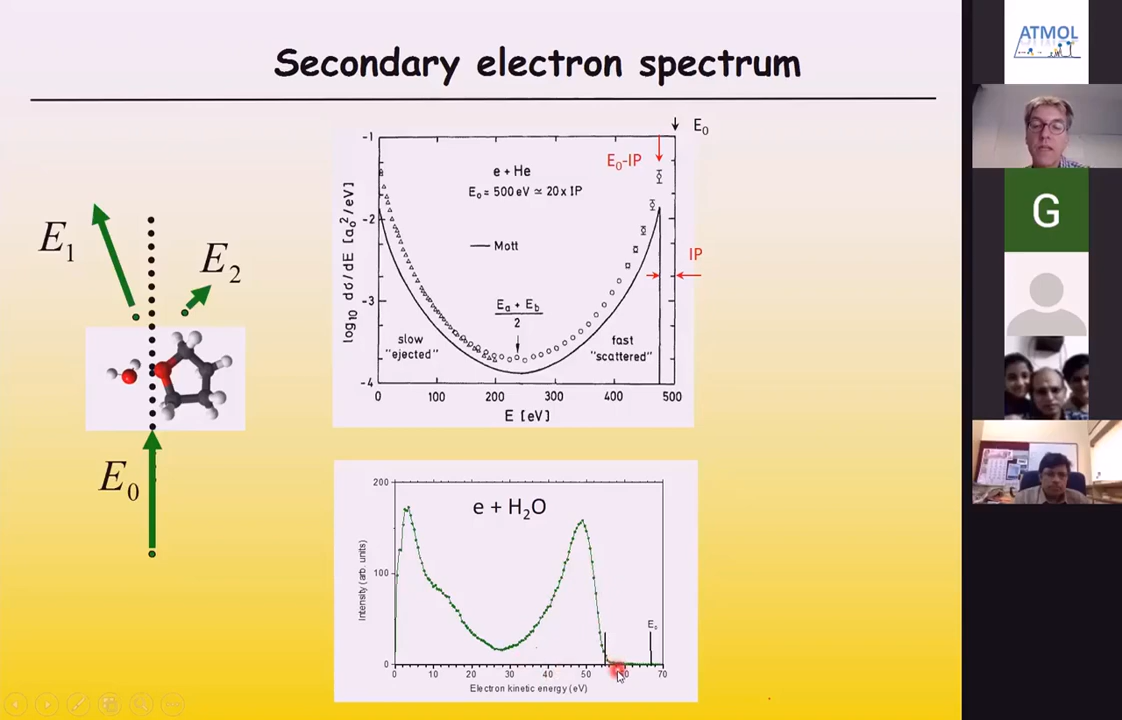 Secondary electron spectrum
E₁
E₂
E₀
E₀
E₀-IP
IP
e + He
E₀ = 500 eV ≃ 20 x IP
Mott
Eₐ + E_b
2
slow
"ejected"
fast
"scattered"
log₁₀ dσ/dE [a₀²/eV]
-1
-2
-3
-4
0 100 200 300 400 500
E [eV]
e + H₂O
Intensity (arb. units)
200
100
0
0 10 20 30 40 50 60 70
Electron kinetic energy (eV)
ATMOL
G